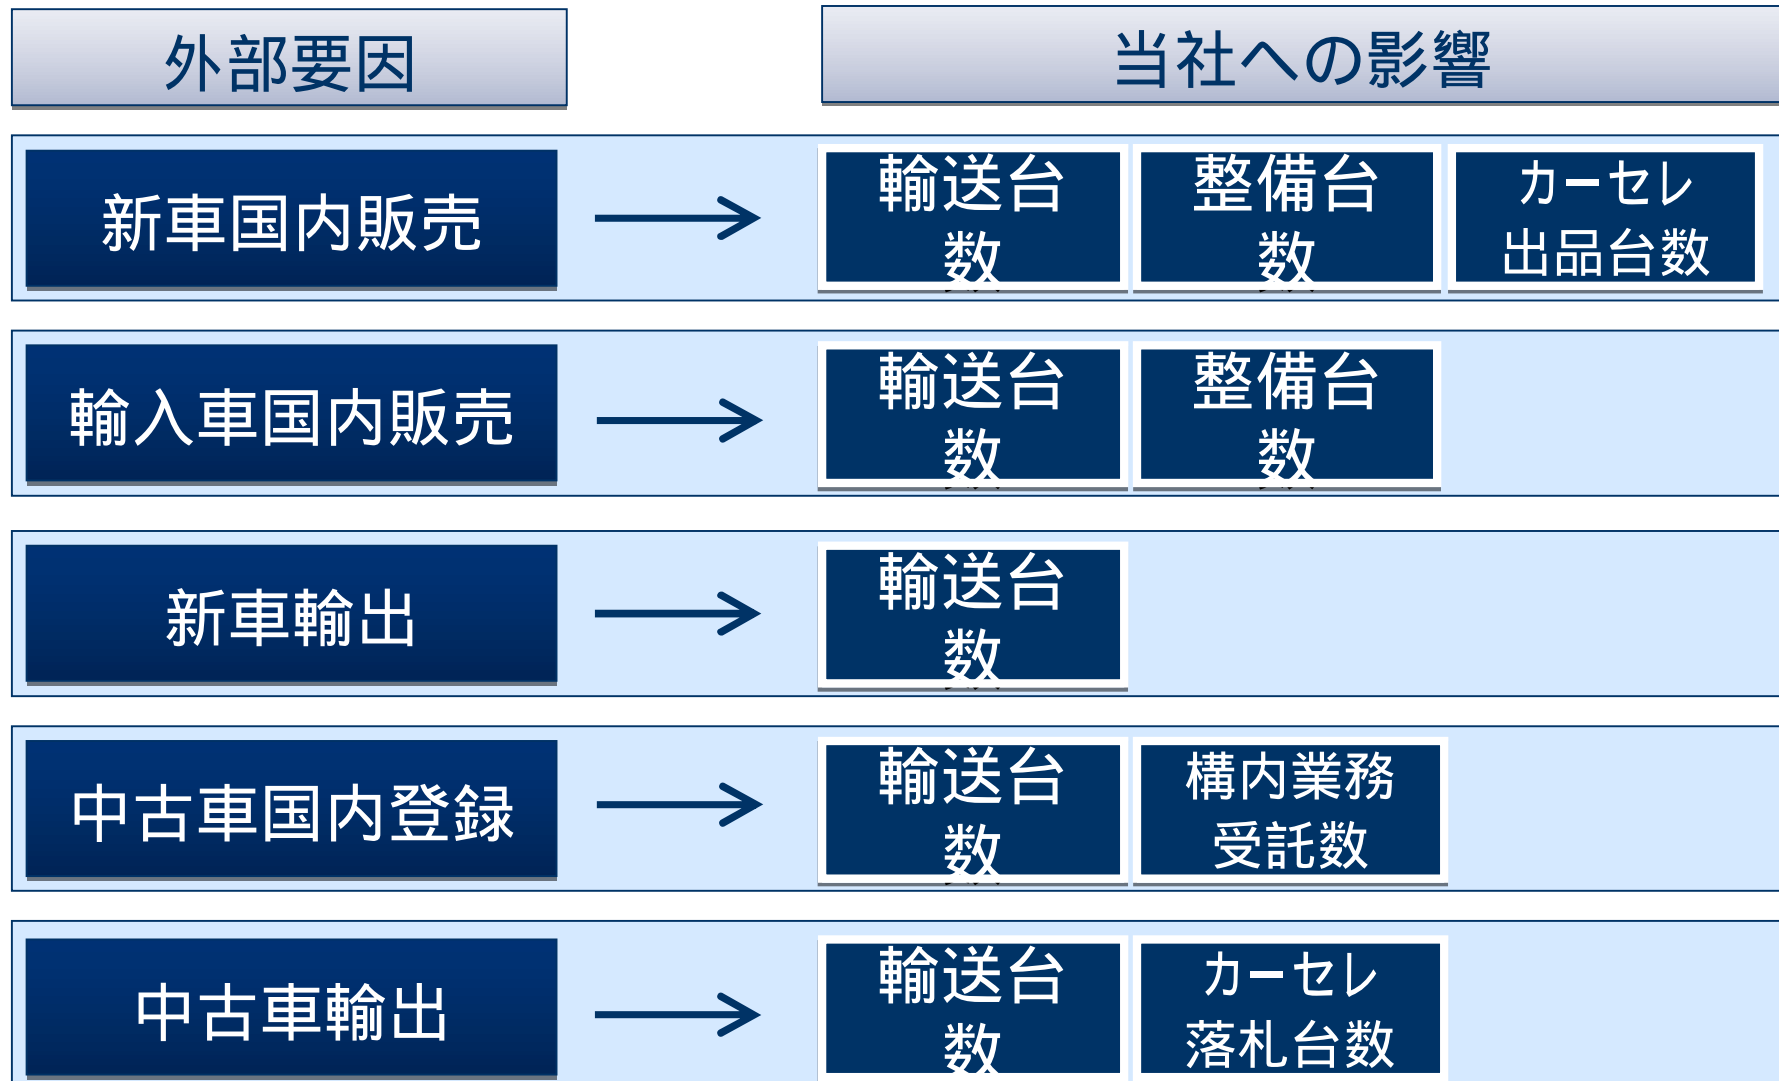 外部要因
当社への影響
新車国内販売
輸送台
数
整備台
数
カーセレ
出品台数
輸入車国内販売
輸送台
数
整備台
数
新車輸出
輸送台
数
中古車国内登録
輸送台
数
構内業務
受託数
中古車輸出
輸送台
数
カーセレ
落札台数